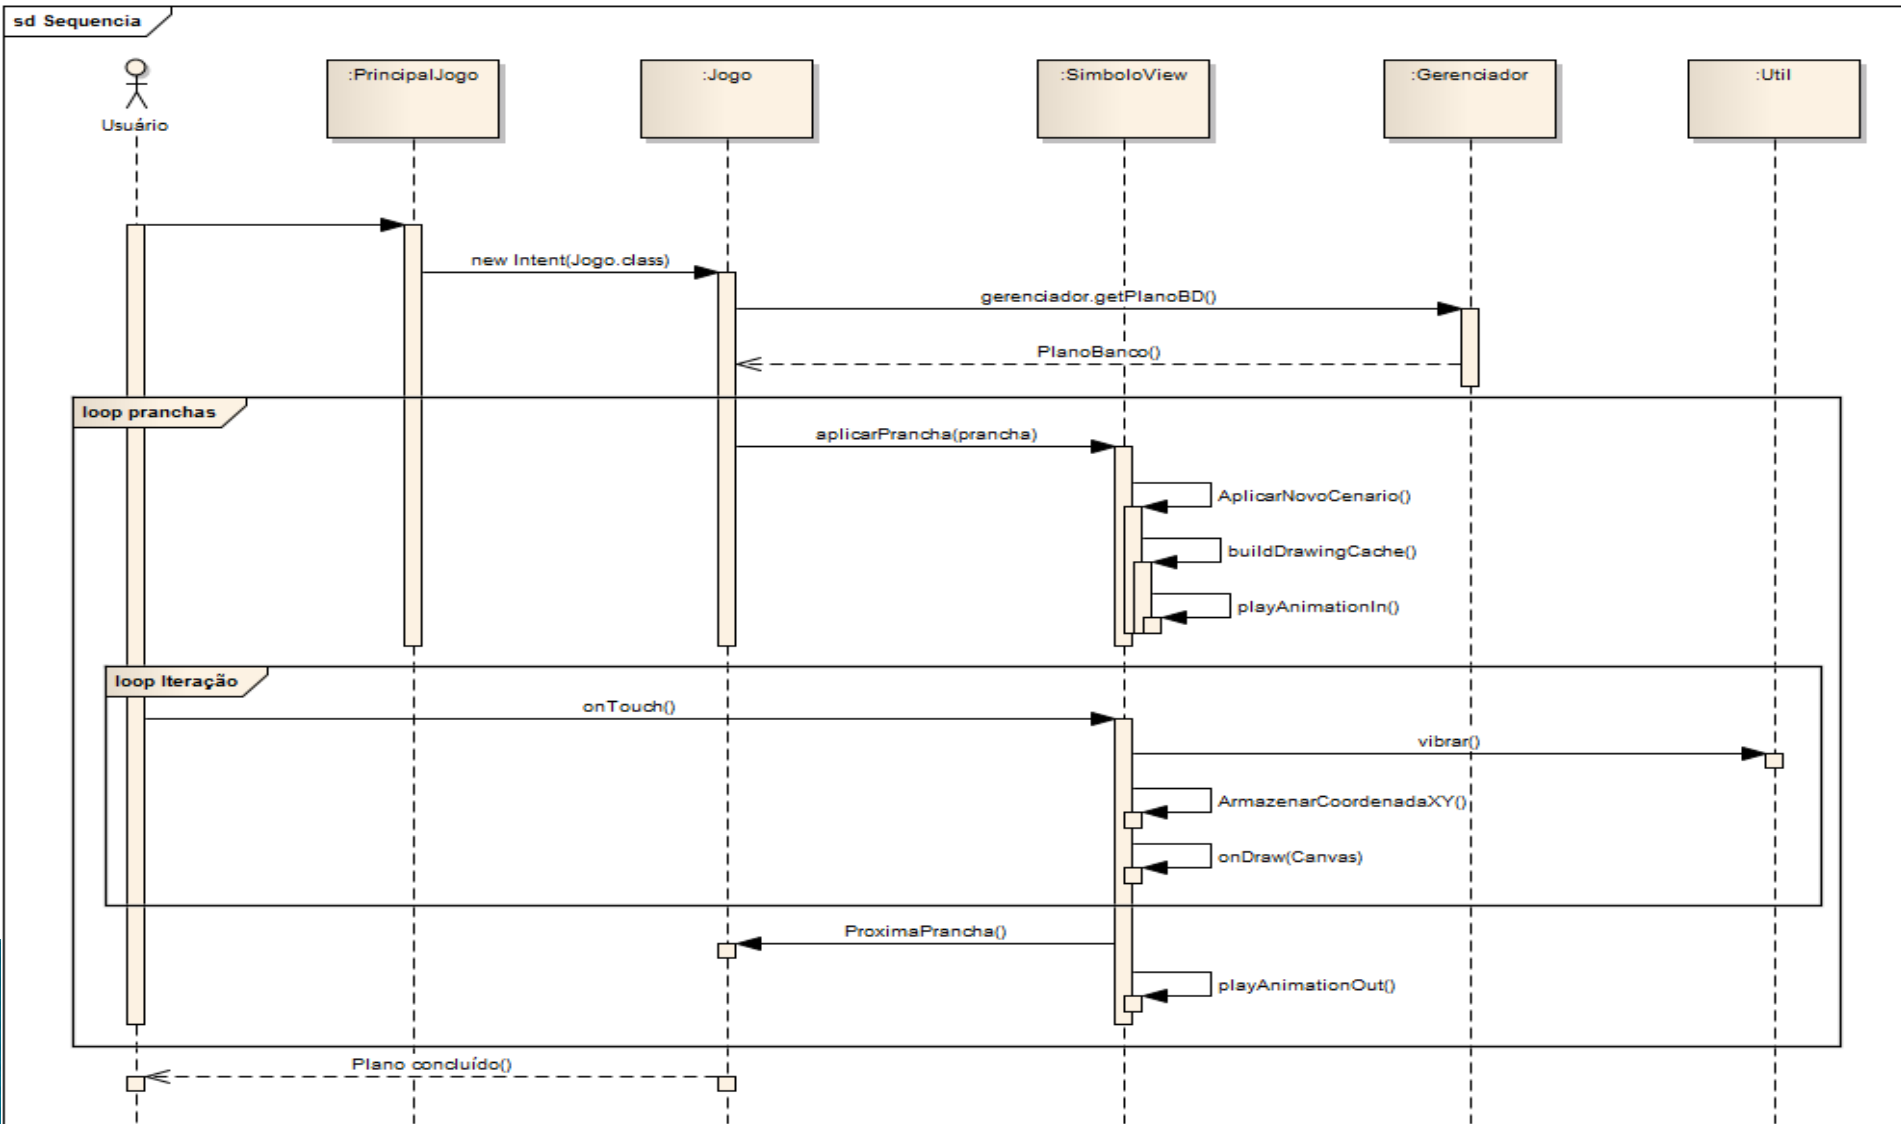 sd Sequencia
Usuário
:PrincipalJogo
:Jogo
:SimboloView
:Gerenciador
:Util
new Intent(Jogo.class)
gerenciador.getPlanoBD()
PlanoBanco()
loop pranchas
aplicarPrancha(prancha)
AplicarNovoCenario()
buildDrawingCache()
playAnimationIn()
loop Iteração
onTouch()
vibrar()
ArmazenarCoordenadaXY()
onDraw(Canvas)
ProximaPrancha()
playAnimationOut()
Plano concluído()